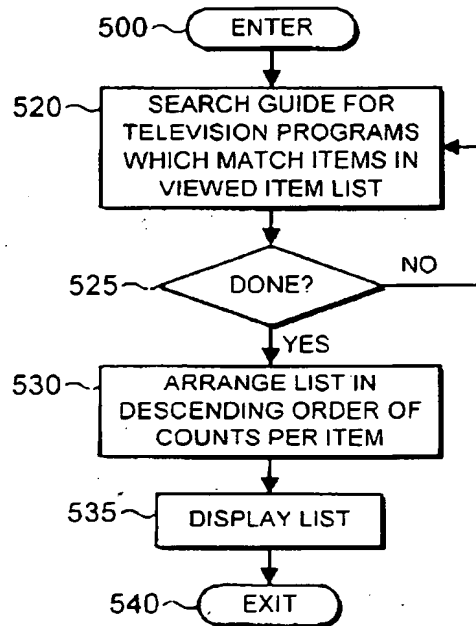 500
ENTER
520
SEARCH GUIDE FOR
TELEVISION PROGRAMS
WHICH MATCH ITEMS IN
VIEWED ITEM LIST
525
DONE?
NO
YES
530
ARRANGE LIST IN
DESCENDING ORDER OF
COUNTS PER ITEM
535
DISPLAY LIST
540
EXIT